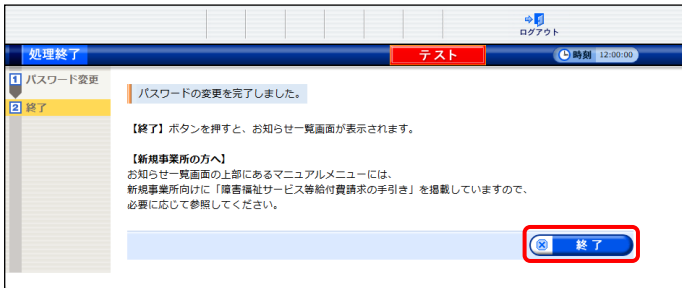 ログアウト
処理終了
テスト
時刻 12:00:00
1 パスワード変更
2 終了
パスワードの変更を完了しました。
【終了】ボタンを押すと、お知らせ一覧画面が表示されます。
【新規事業所の方へ】
お知らせ一覧画面の上部にあるマニュアルメニューには、
新規事業所向けに「障害福祉サービス等給付費請求の手引き」を掲載していますので、
必要に応じて参照してください。
終了